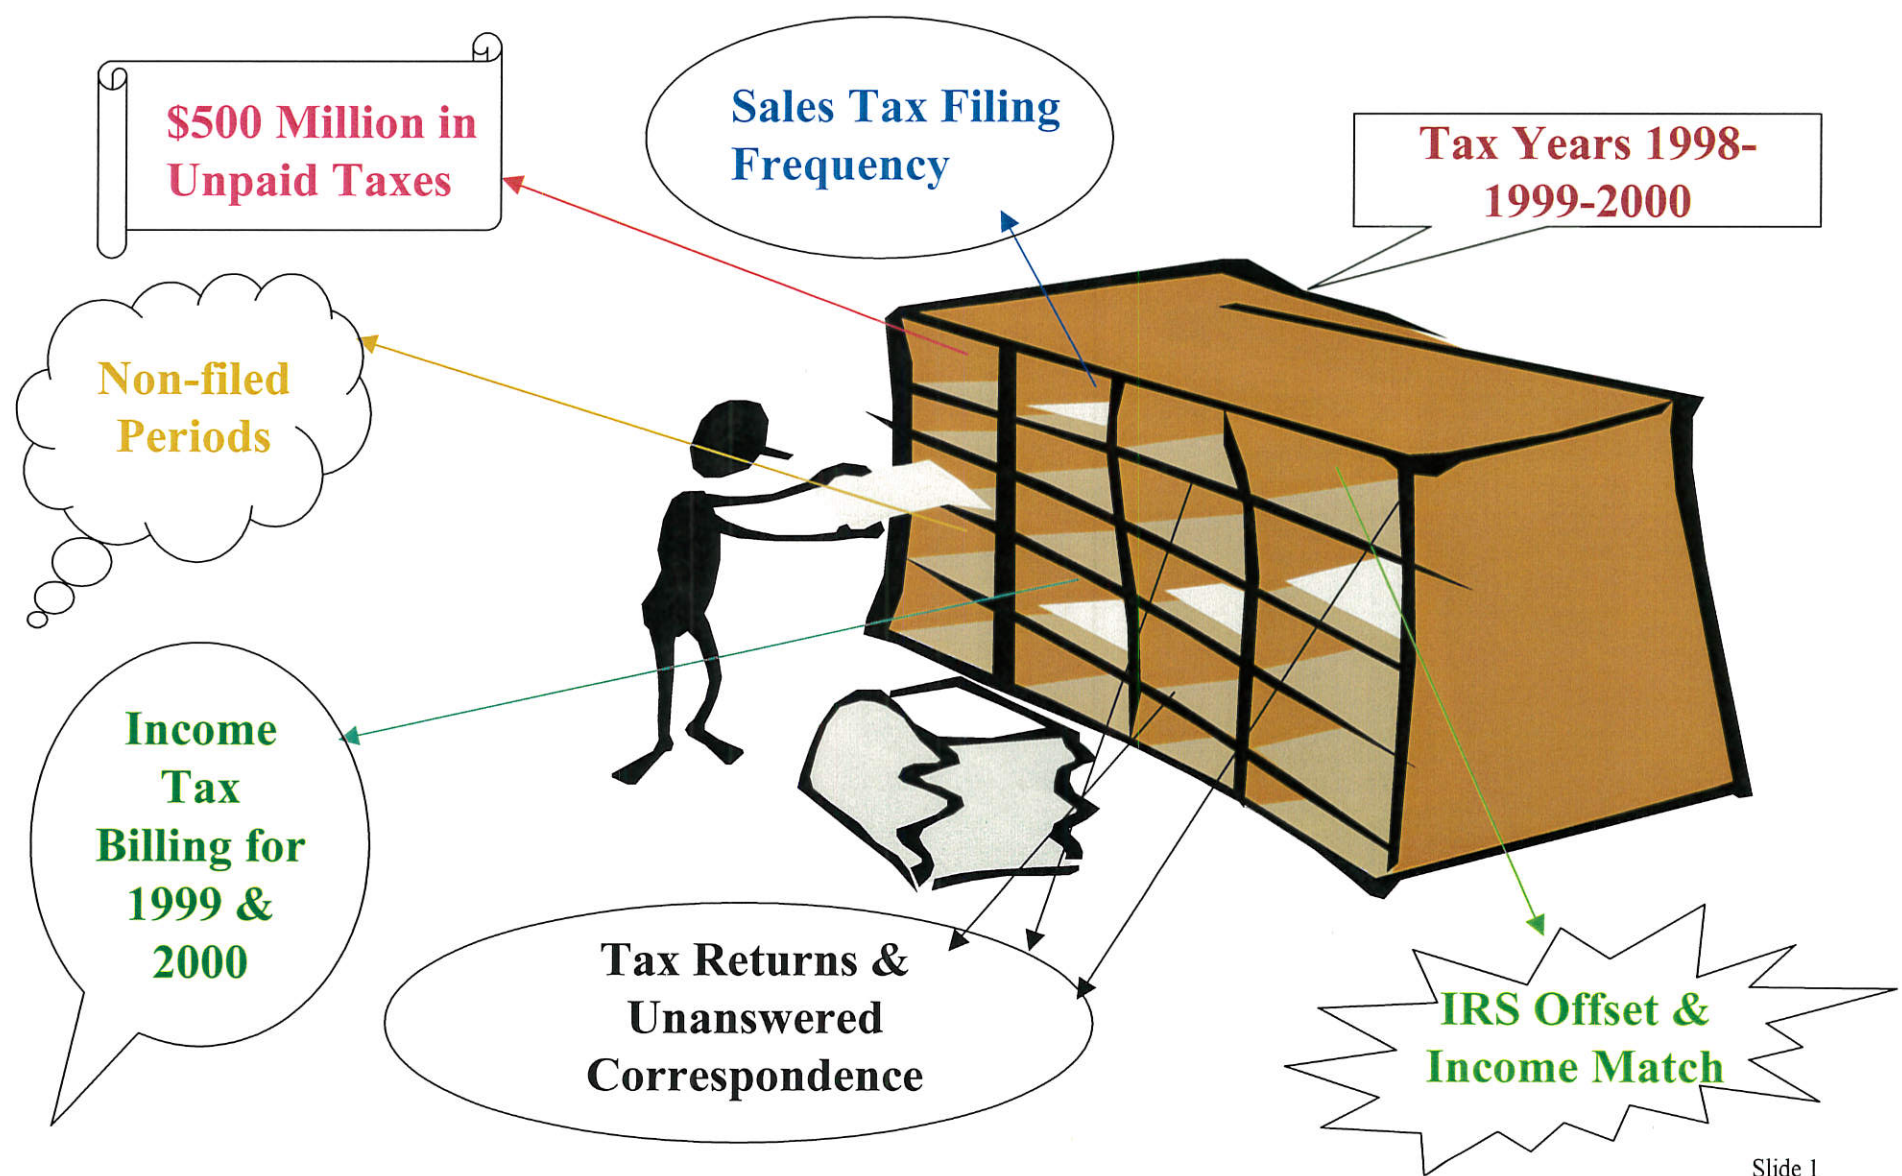 $500 Million in
Unpaid Taxes
Sales Tax Filing
Frequency
Tax Years 1998-
1999-2000
Non-filed
Periods
Income
Tax
Billing for
1999 &
2000
Tax Returns &
Unanswered
Correspondence
IRS Offset &
Income Match
Slide 1